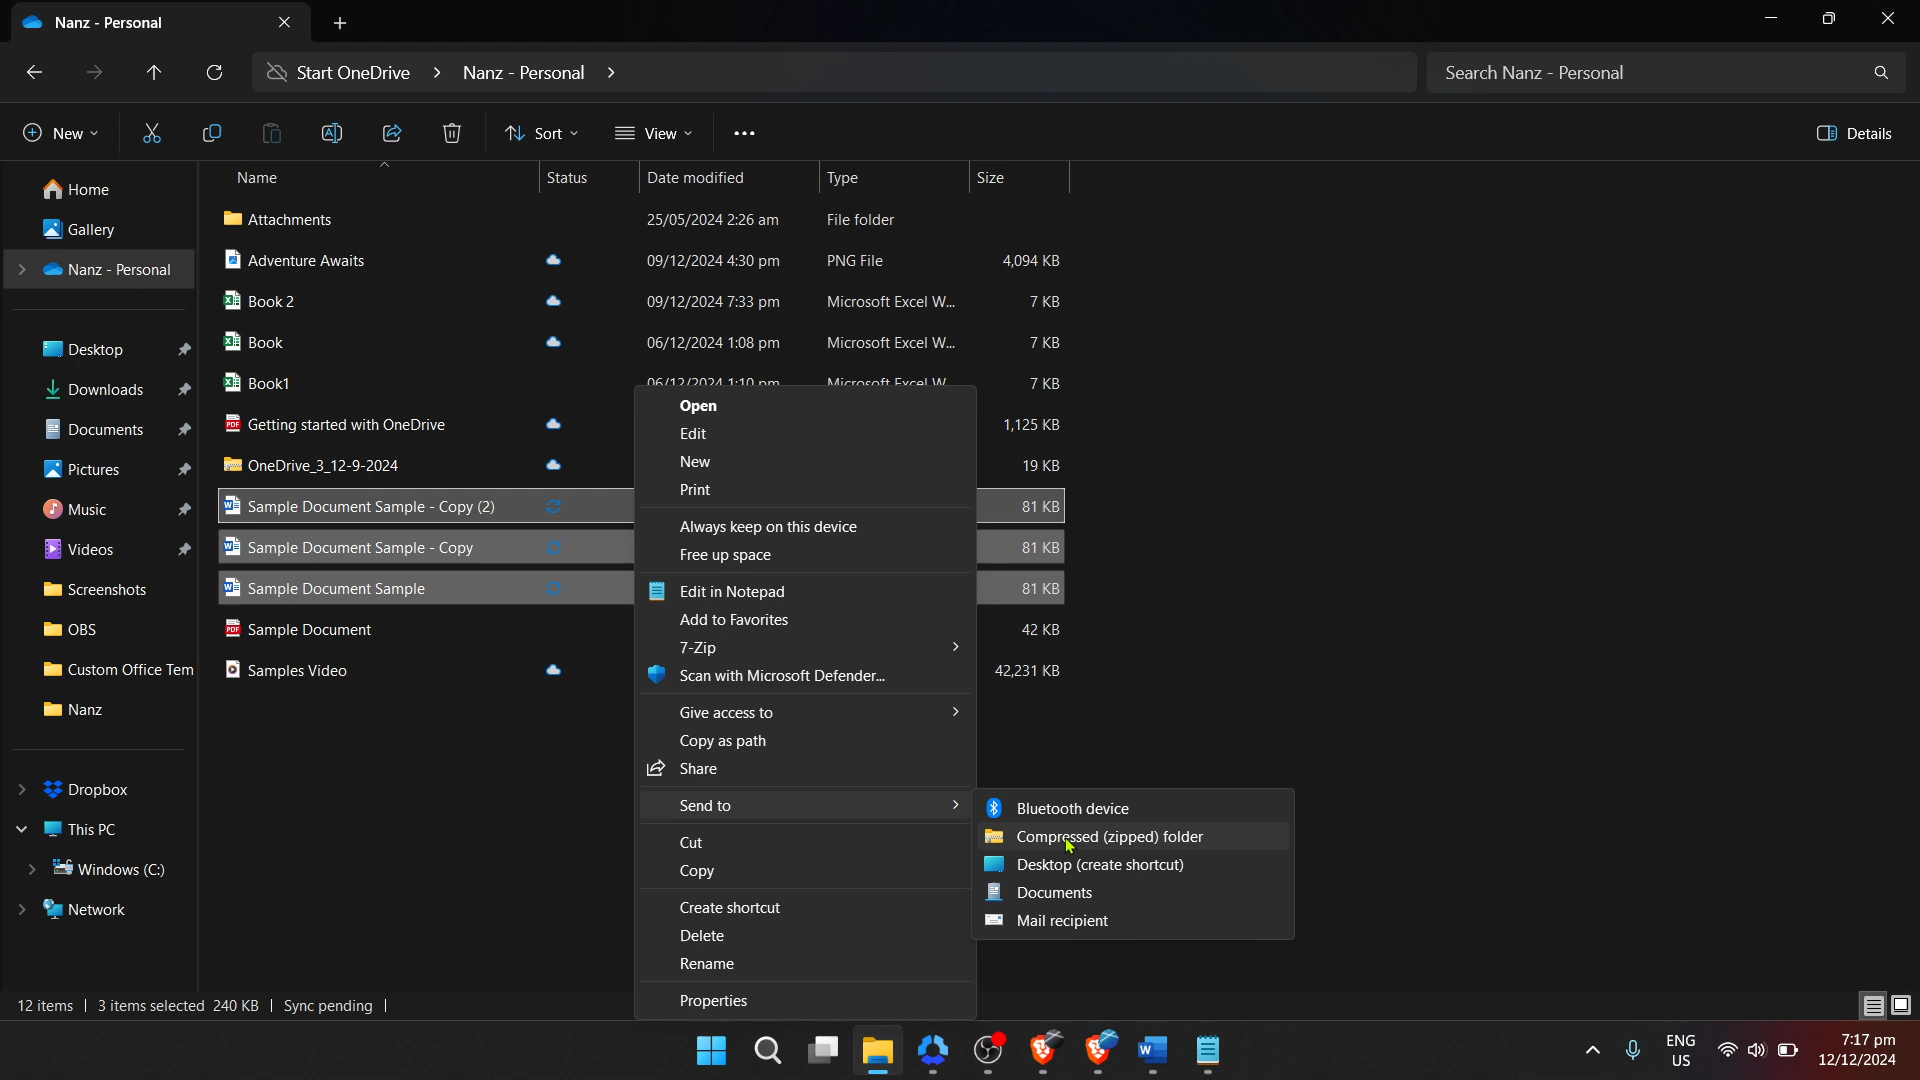 Nanz - Personal
Start OneDrive > Nanz - Personal >
Search Nanz - Personal
New
Sort
View
Details
Name Status Date modified Type Size
Home
Gallery
Nanz - Personal
Desktop
Downloads
Documents
Pictures
Music
Videos
Screenshots
OBS
Custom Office Tem
Nanz
Dropbox
This PC
Windows (C:)
Network
Attachments 25/05/2024 2:26 am File folder
Adventure Awaits 09/12/2024 4:30 pm PNG File 4,094 KB
Book 2 09/12/2024 7:33 pm Microsoft Excel W... 7 KB
Book 06/12/2024 1:08 pm Microsoft Excel W... 7 KB
Book1 06/12/2024 1:10 pm Microsoft Excel W... 7 KB
Getting started with OneDrive 1,125 KB
OneDrive_3_12-9-2024 19 KB
Sample Document Sample - Copy (2) 81 KB
Sample Document Sample - Copy 81 KB
Sample Document Sample 81 KB
Sample Document 42 KB
Samples Video 42,231 KB
Open
Edit
New
Print
Always keep on this device
Free up space
Edit in Notepad
Add to Favorites
7-Zip
Scan with Microsoft Defender...
Give access to
Copy as path
Share
Send to
Cut
Copy
Create shortcut
Delete
Rename
Properties
Bluetooth device
Compressed (zipped) folder
Desktop (create shortcut)
Documents
Mail recipient
12 items | 3 items selected 240 KB | Sync pending |
ENG
US
7:17 pm
12/12/2024